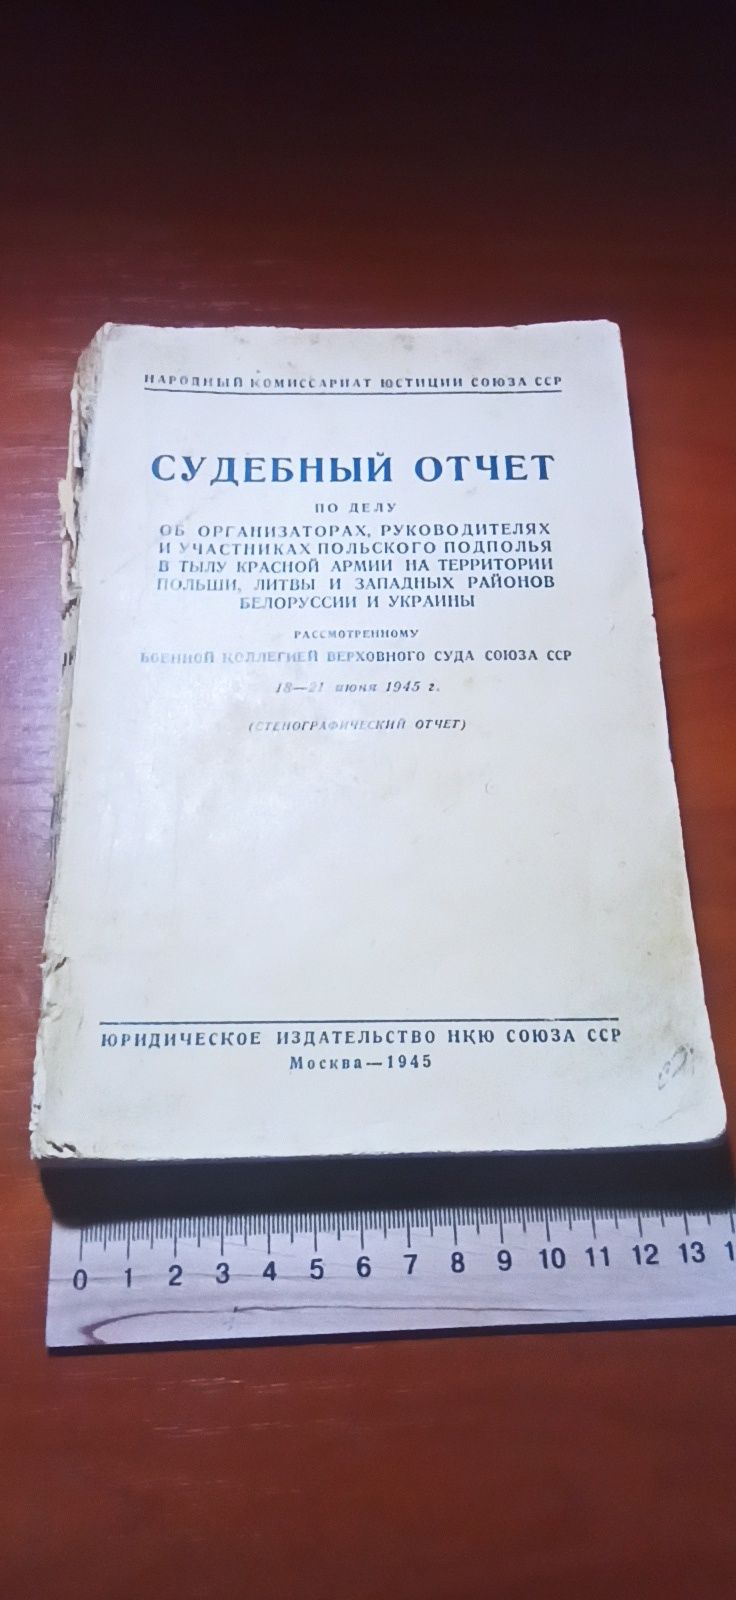 НАРОДНЫЙ КОМИССАРИАТ ЮСТИЦИИ СОЮЗА ССР
СУДЕБНЫЙ ОТЧЕТ
ПО ДЕЛУ
ОБ ОРГАНИЗАТОРАХ, РУКОВОДИТЕЛЯХ
И УЧАСТНИКАХ ПОЛЬСКОГО ПОДПОЛЬЯ
В ТЫЛУ КРАСНОЙ АРМИИ НА ТЕРРИТОРИИ
ПОЛЬШИ, ЛИТВЫ И ЗАПАДНЫХ РАЙОНОВ
БЕЛОРУССИИ И УКРАИНЫ
РАССМОТРЕННОМУ
ВОЕННОЙ КОЛЛЕГИЕЙ ВЕРХОВНОГО СУДА СОЮЗА ССР
18—21 июня 1945 г.
(СТЕНОГРАФИЧЕСКИЙ ОТЧЕТ)
ЮРИДИЧЕСКОЕ ИЗДАТЕЛЬСТВО НКЮ СОЮЗА ССР
Москва—1945
0 1 2 3 4 5 6 7 8 9 10 11 12 13